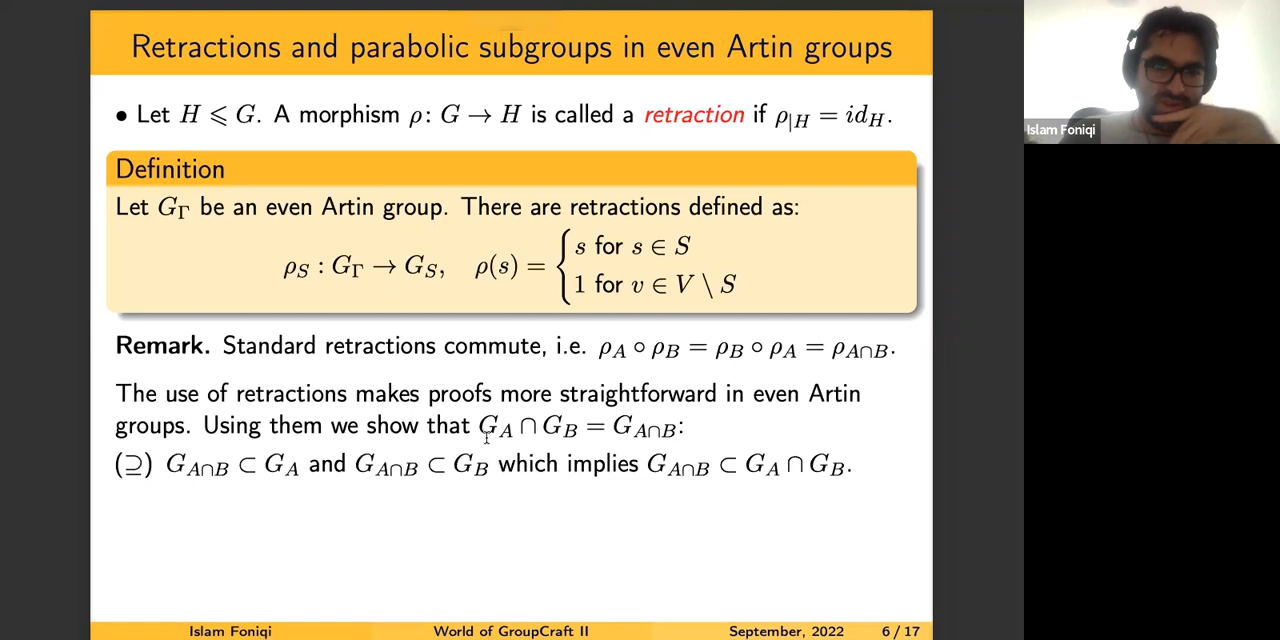 Retractions and parabolic subgroups in even Artin groups
• Let H ⩽ G. A morphism ρ: G → H is called a retraction if ρ|H = idH.
Definition
Let GΓ be an even Artin group. There are retractions defined as:
ρS : GΓ → GS, ρ(s) = { s for s ∈ S
1 for v ∈ V \ S
Remark. Standard retractions commute, i.e. ρA ∘ ρB = ρB ∘ ρA = ρA∩B.
The use of retractions makes proofs more straightforward in even Artin
groups. Using them we show that GA ∩ GB = GA∩B:
(⊇) GA∩B ⊂ GA and GA∩B ⊂ GB which implies GA∩B ⊂ GA ∩ GB.
Islam Foniqi World of GroupCraft II September, 2022 6 / 17
Islam Foniqi